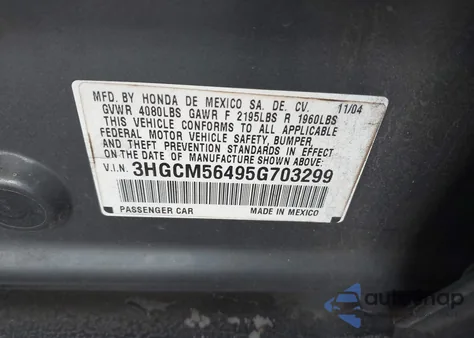 MFD. BY HONDA DE MEXICO SA. DE. CV. 11/04
GVWR 4080LBS GAWR F 2195LBS R 1960LBS
THIS VEHICLE CONFORMS TO ALL APPLICABLE
FEDERAL MOTOR VEHICLE SAFETY, BUMPER,
AND THEFT PREVENTION STANDARDS IN EFFECT
ON THE DATE OF MANUFACTURE SHOWN ABOVE.
V.I.N. 3HGCM56495G703299
PASSENGER CAR MADE IN MEXICO
autosnap